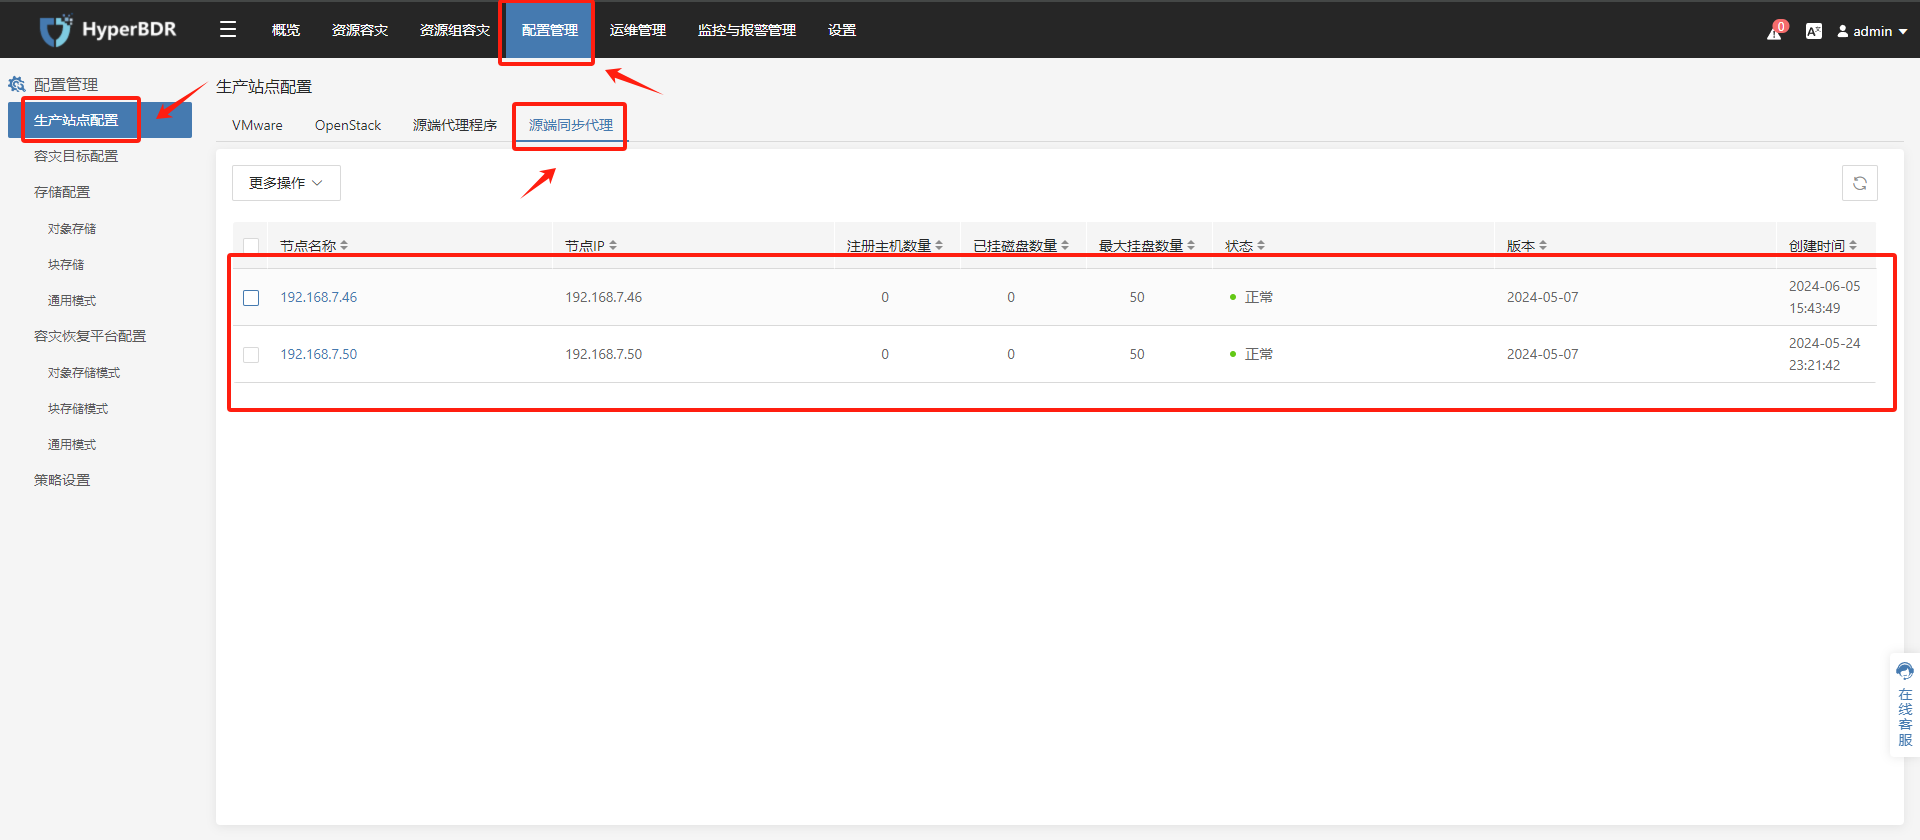 HyperBDR
概览
资源容灾
资源组容灾
配置管理
运维管理
监控与报警管理
设置
0
admin
配置管理
生产站点配置
容灾目标配置
存储配置
对象存储
块存储
通用模式
容灾恢复平台配置
对象存储模式
块存储模式
通用模式
策略设置
生产站点配置
VMware
OpenStack
源端代理程序
源端同步代理
更多操作
节点名称 节点IP 注册主机数量 已挂磁盘数量 最大挂盘数量 状态 版本 创建时间
192.168.7.46 192.168.7.46 0 0 50 正常 2024-05-07 2024-06-05
15:43:49
192.168.7.50 192.168.7.50 0 0 50 正常 2024-05-07 2024-05-24
23:21:42
在线客服